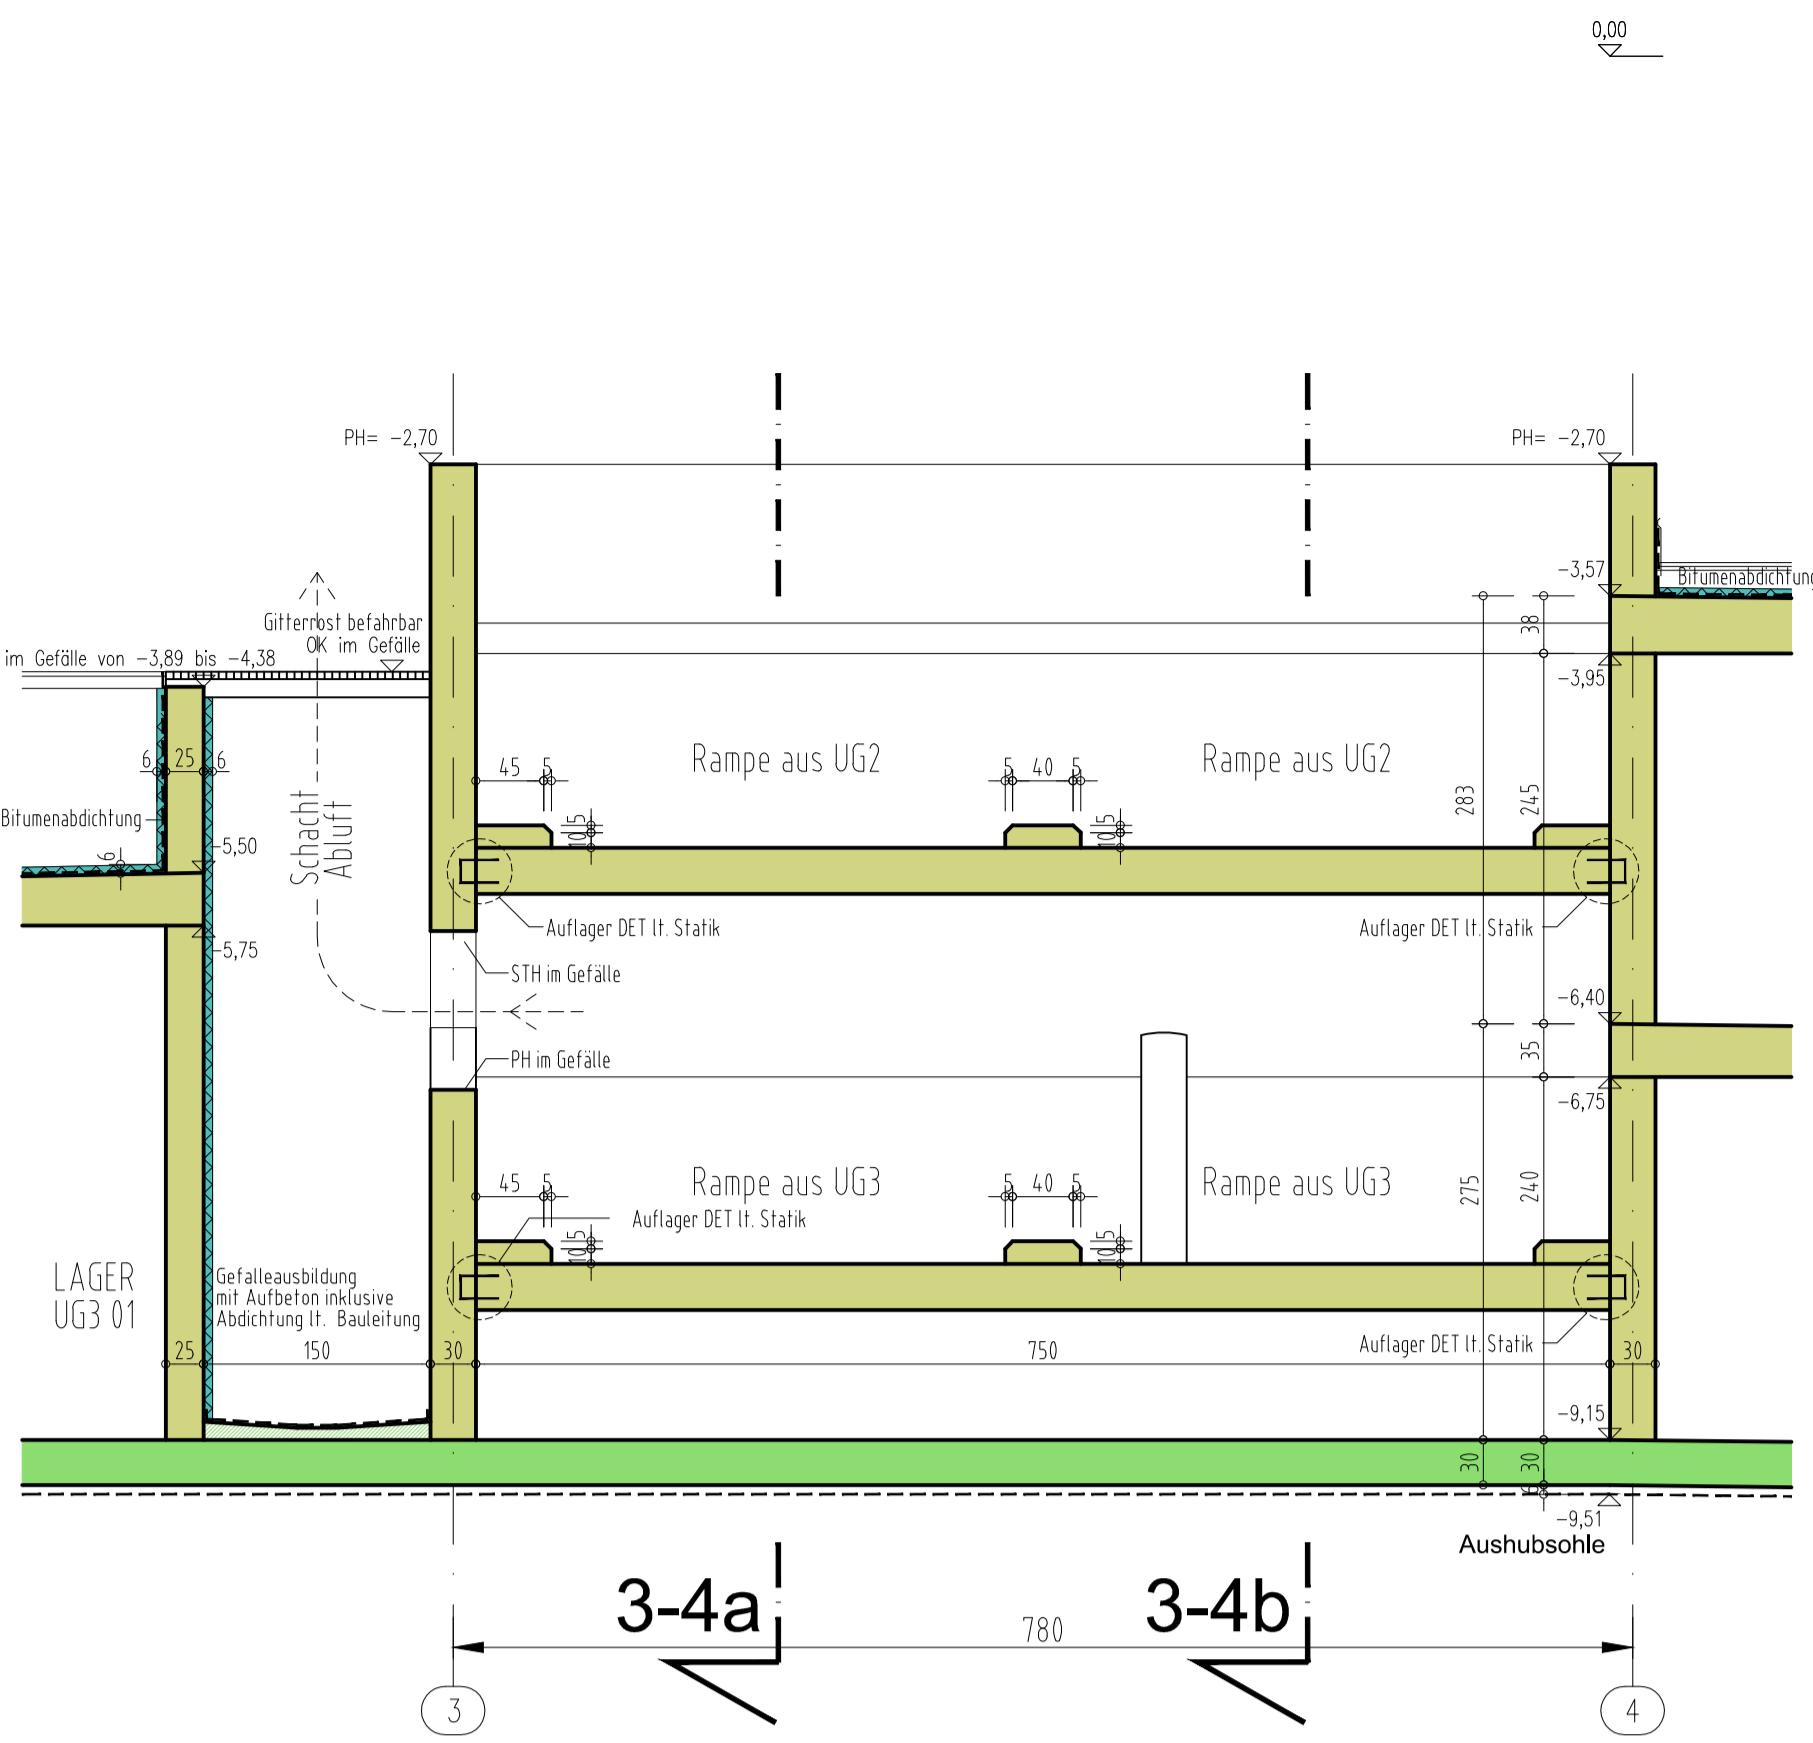 0,00
PH= -2,70
PH= -2,70
-3,57
Bitumenabdichtung
38
Gitterrost befahrbar
OK im Gefälle
im Gefälle von -3,89 bis -4,38
-3,95
6
25
6
45
5
Rampe aus UG2
5
40
5
Rampe aus UG2
283
245
Bitumenabdichtung
Schacht
Abluft
10
5
10
5
6
-5,50
-5,75
Auflager DET lt. Statik
Auflager DET lt. Statik
STH im Gefälle
-6,40
PH im Gefälle
35
-6,75
45
5
Rampe aus UG3
5
40
5
Rampe aus UG3
275
240
Auflager DET lt. Statik
10
5
10
5
LAGER
UG3 01
Gefalleausbildung
mit Aufbeton inklusive
Abdichtung lt. Bauleitung
Auflager DET lt. Statik
25
150
30
750
30
-9,15
30
30
6
-9,51
Aushubsohle
3-4a
3-4b
780
3
4